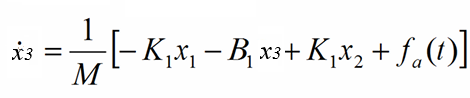 ẋ₃ = 1/M [−K₁x₁ − B₁x₃ + K₁x₂ + fₐ(t)]